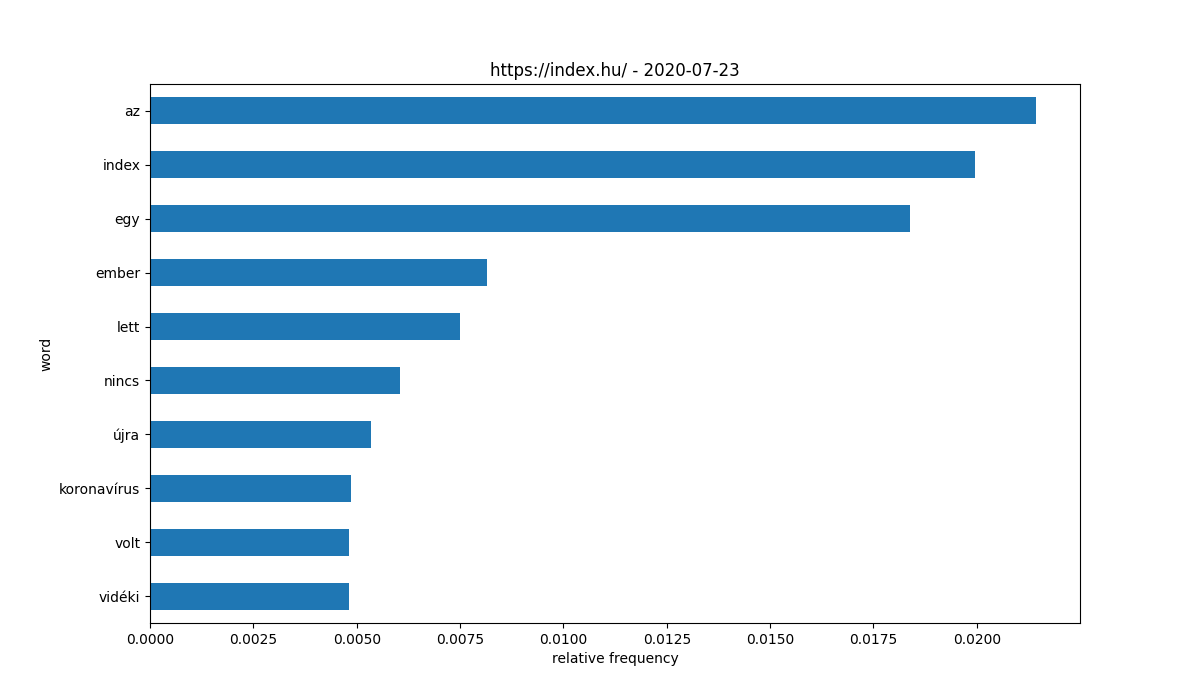 https://index.hu/ - 2020-07-23
az
index
egy
ember
lett
nincs
újra
koronavírus
volt
vidéki
word
0.0000 0.0025 0.0050 0.0075 0.0100 0.0125 0.0150 0.0175 0.0200
relative frequency